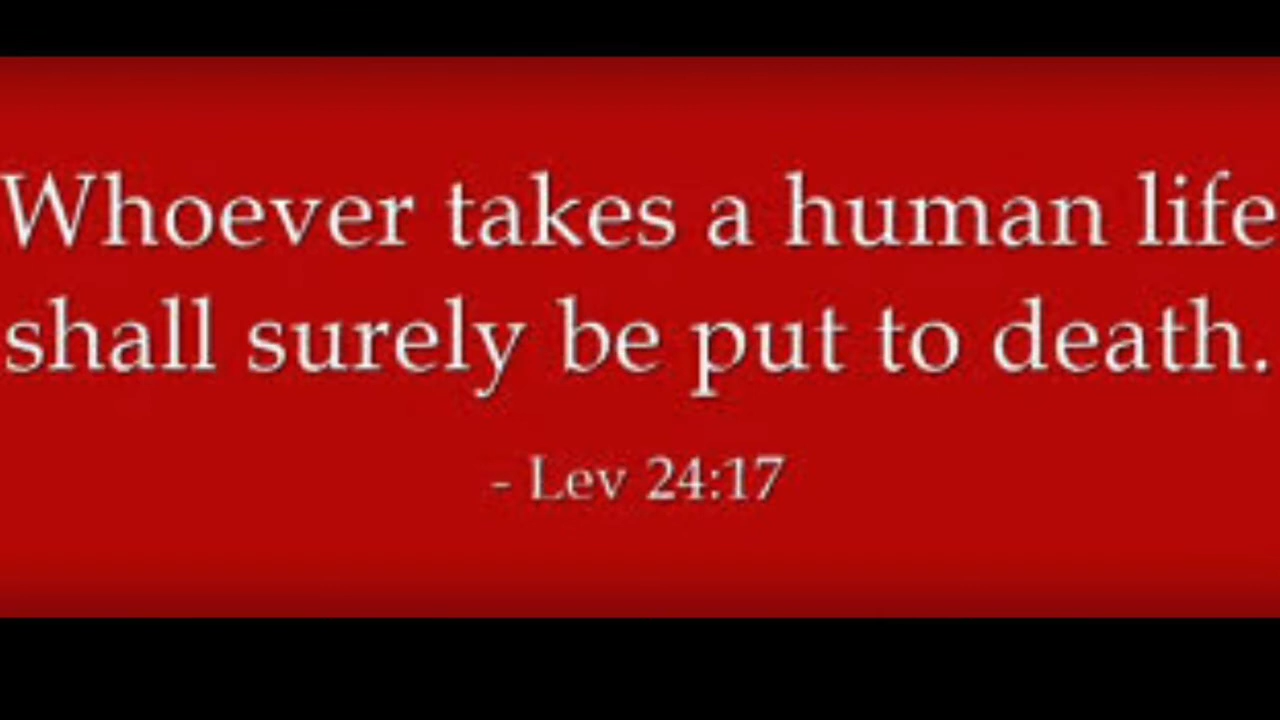 Whoever takes a human life
shall surely be put to death.
- Lev 24:17